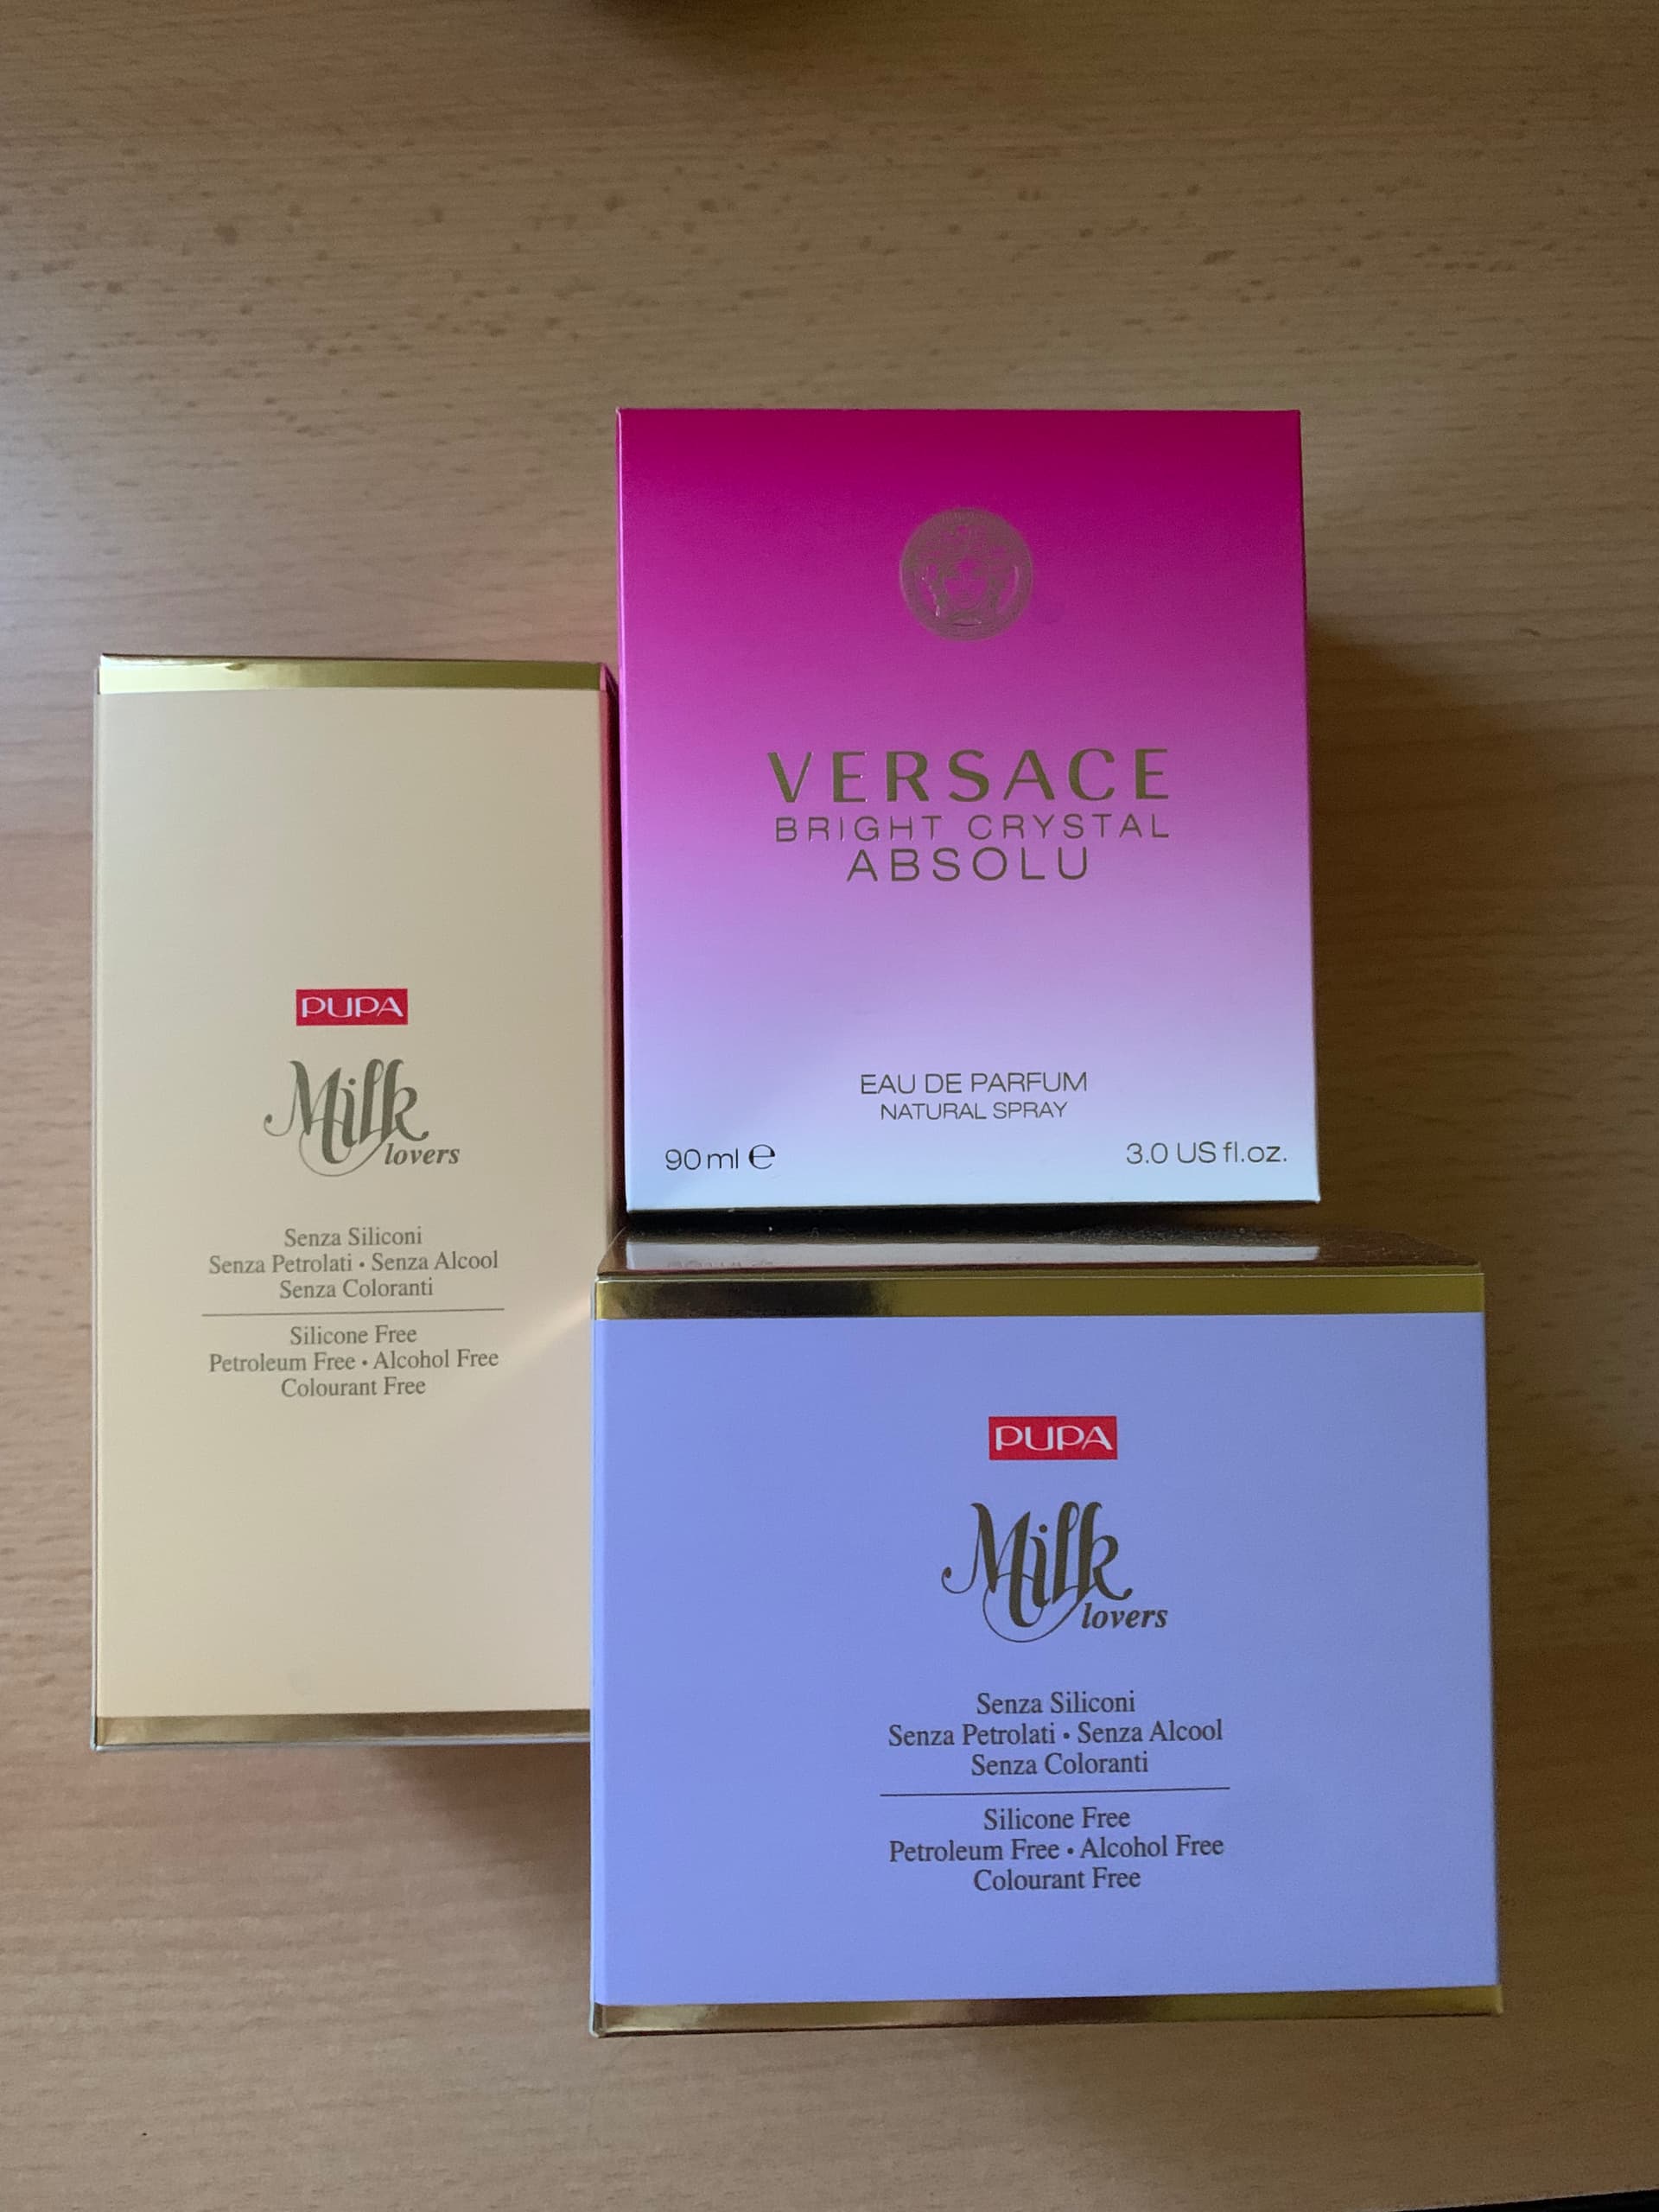 VERSACE
BRIGHT CRYSTAL
ABSOLU
EAU DE PARFUM
NATURAL SPRAY
90 ml e
3.0 US fl.oz.
PUPA
Milk
lovers
Senza Siliconi
Senza Petrolati • Senza Alcool
Senza Coloranti
Silicone Free
Petroleum Free • Alcohol Free
Colourant Free
PUPA
Milk
lovers
Senza Siliconi
Senza Petrolati • Senza Alcool
Senza Coloranti
Silicone Free
Petroleum Free • Alcohol Free
Colourant Free